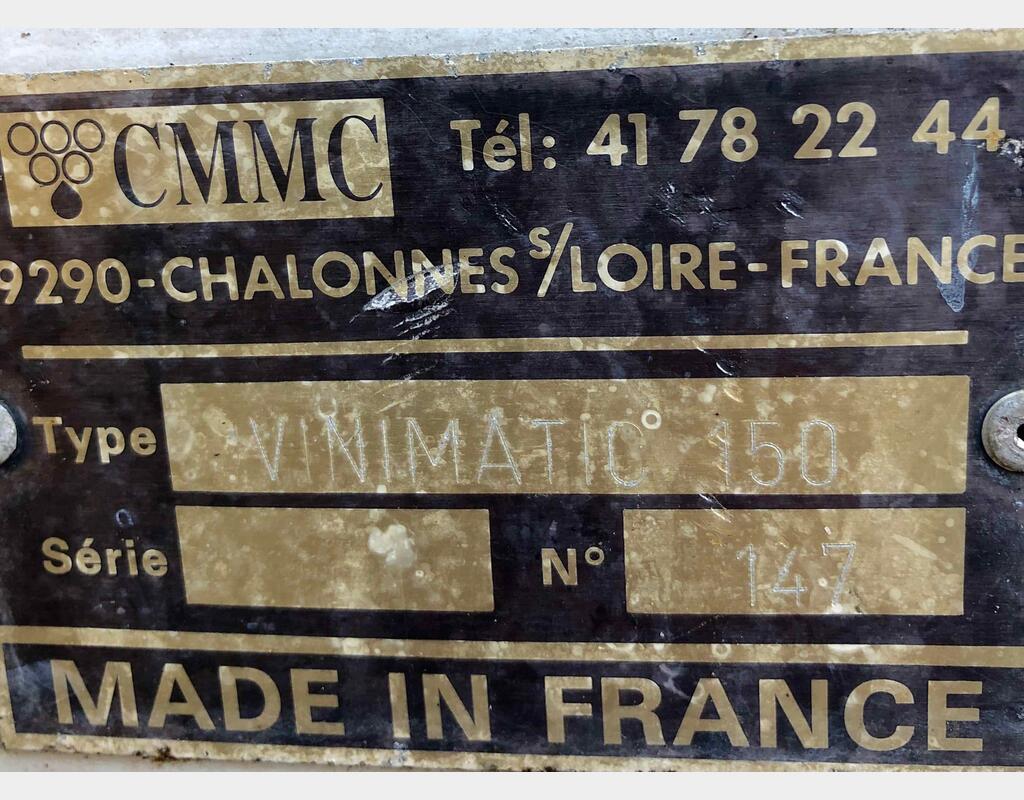 CMMC Tél: 41 78 22 44
9290-CHALONNES S/LOIRE-FRANCE
Type VINIMATIC 150
Série N° 147
MADE IN FRANCE